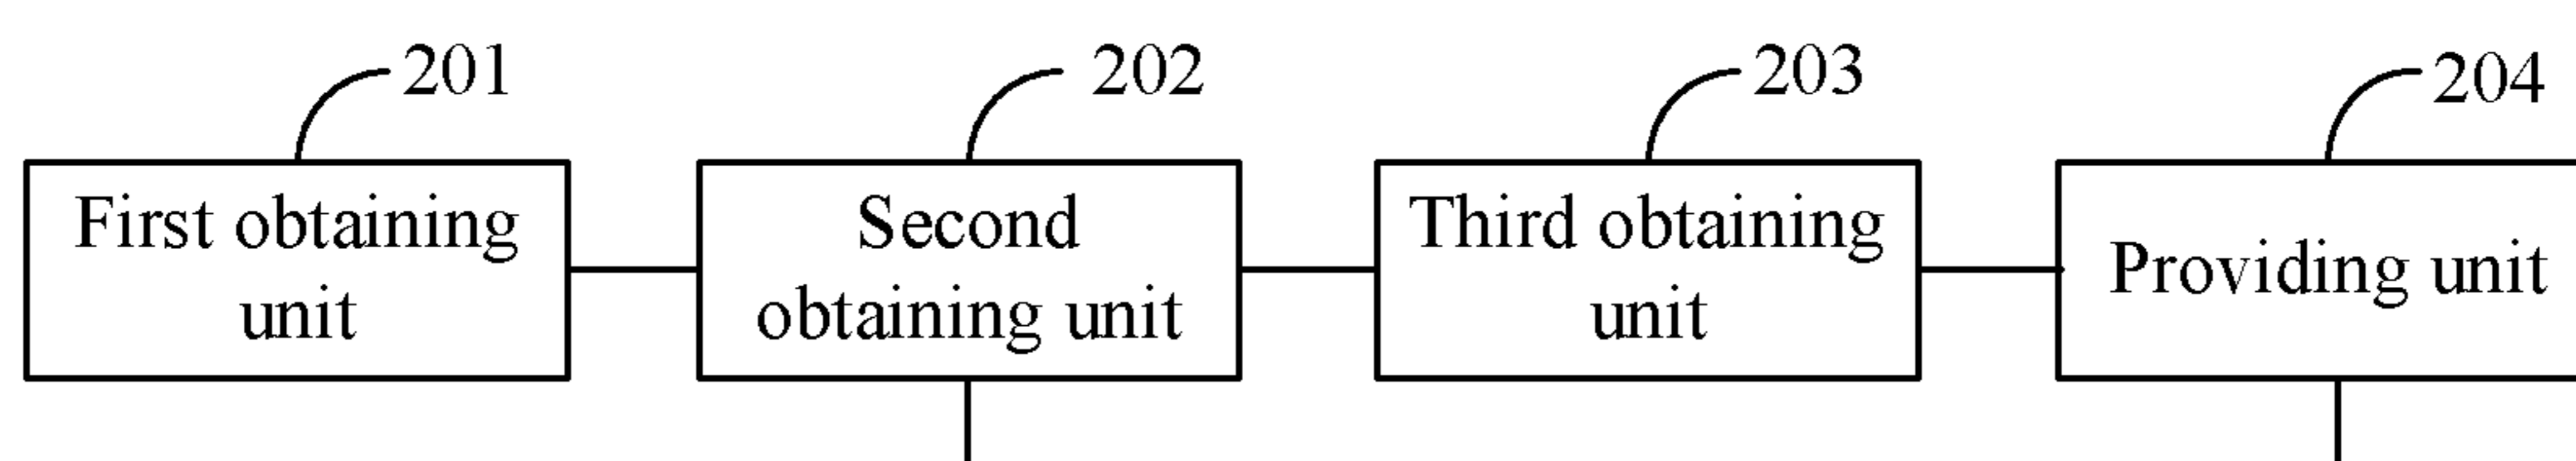 201
202
203
204
First obtaining
unit
Second
obtaining unit
Third obtaining
unit
Providing unit